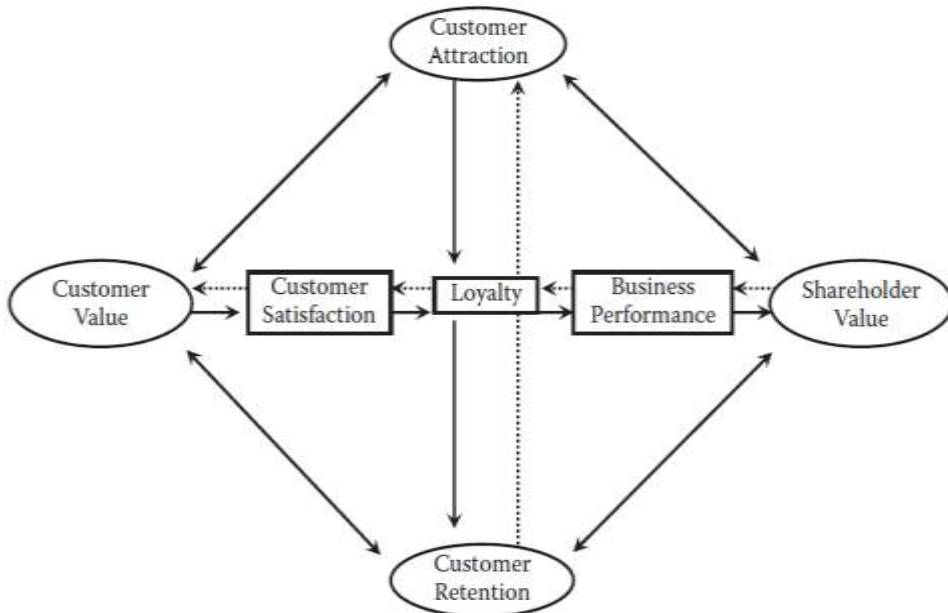 Customer
Attraction
Customer
Value
Customer
Satisfaction
Loyalty
Business
Performance
Shareholder
Value
Customer
Retention